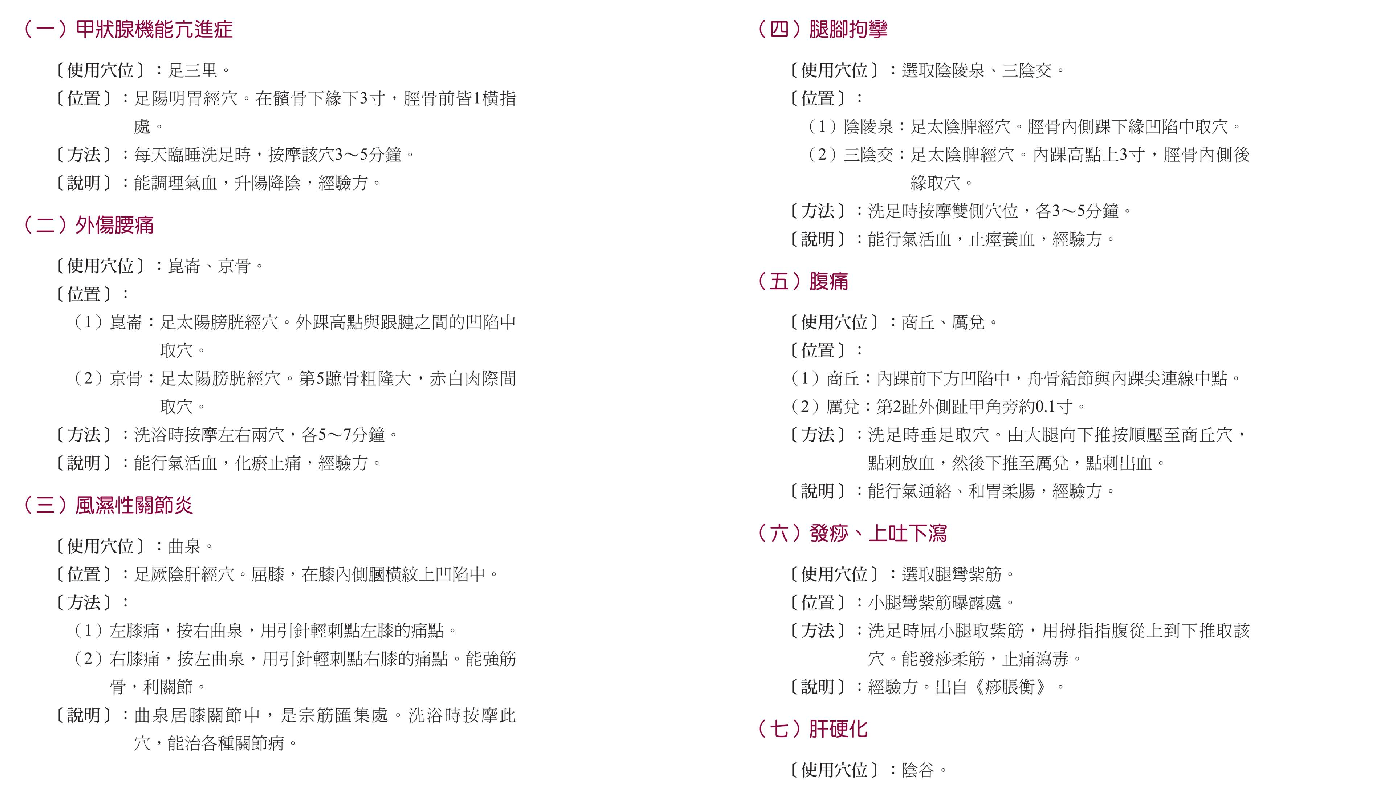 （一）甲狀腺機能亢進症
〔使用穴位〕：足三里。
〔位置〕：足陽明胃經穴。在髕骨下緣下3寸，脛骨前皆1橫指
處。
〔方法〕：每天臨睡洗足時，按摩該穴3～5分鐘。
〔說明〕：能調理氣血，升陽降陰，經驗方。
（二）外傷腰痛
〔使用穴位〕：崑崙、京骨。
〔位置〕：
（1）崑崙：足太陽膀胱經穴。外踝高點與跟腱之間的凹陷中
取穴。
（2）京骨：足太陽膀胱經穴。第5蹠骨粗隆大，赤白肉際間
取穴。
〔方法〕：洗浴時按摩左右兩穴，各5～7分鐘。
〔說明〕：能行氣活血，化瘀止痛，經驗方。
（三）風濕性關節炎
〔使用穴位〕：曲泉。
〔位置〕：足厥陰肝經穴。屈膝，在膝內側膕橫紋上凹陷中。
〔方法〕：
（1）左膝痛，按右曲泉，用引針輕刺點左膝的痛點。
（2）右膝痛，按左曲泉，用引針輕刺點右膝的痛點。能強筋
骨，利關節。
〔說明〕：曲泉居膝關節中，是宗筋匯集處。洗浴時按摩此
穴，能治各種關節病。
（四）腿腳拘攣
〔使用穴位〕：選取陰陵泉、三陰交。
〔位置〕：
（1）陰陵泉：足太陰脾經穴。脛骨內側踝下緣凹陷中取穴。
（2）三陰交：足太陰脾經穴。內踝高點上3寸，脛骨內側後
緣取穴。
〔方法〕：洗足時按摩雙側穴位，各3～5分鐘。
〔說明〕：能行氣活血，止痙養血，經驗方。
（五）腹痛
〔使用穴位〕：商丘、厲兌。
〔位置〕：
（1）商丘：內踝前下方凹陷中，舟骨結節與內踝尖連線中點。
（2）厲兌：第2趾外側趾甲角旁約0.1寸。
〔方法〕：洗足時垂足取穴。由大腿向下推按順壓至商丘穴，
點刺放血，然後下推至厲兌，點刺出血。
〔說明〕：能行氣通絡、和胃柔腸，經驗方。
（六）發痧、上吐下瀉
〔使用穴位〕：選取腿彎紫筋。
〔位置〕：小腿彎紫筋曝露處。
〔方法〕：洗足時屈小腿取紫筋，用拇指指腹從上到下推取該
穴。能發痧柔筋，止痛瀉毒。
〔說明〕：經驗方。出自《痧脹衡》。
（七）肝硬化
〔使用穴位〕：陰谷。